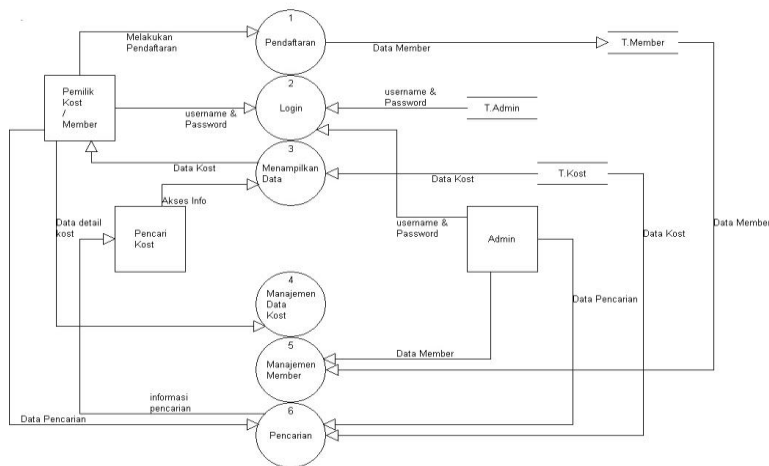 1
Pendaftaran
Melakukan
Pendaftaran
Data Member
T.Member
Pemilik
Kost
/
Member
2
Login
username &
Password
username &
Password
T.Admin
3
Menampilkan
Data
Data Kost
Data Kost
T.Kost
Akses Info
Data detail
kost
Pencari
Kost
username &
Password
Admin
Data Kost
Data Member
4
Manajemen
Data
Kost
Data Pencarian
5
Manajemen
Member
Data Member
informasi
pencarian
6
Pencarian
Data Pencarian